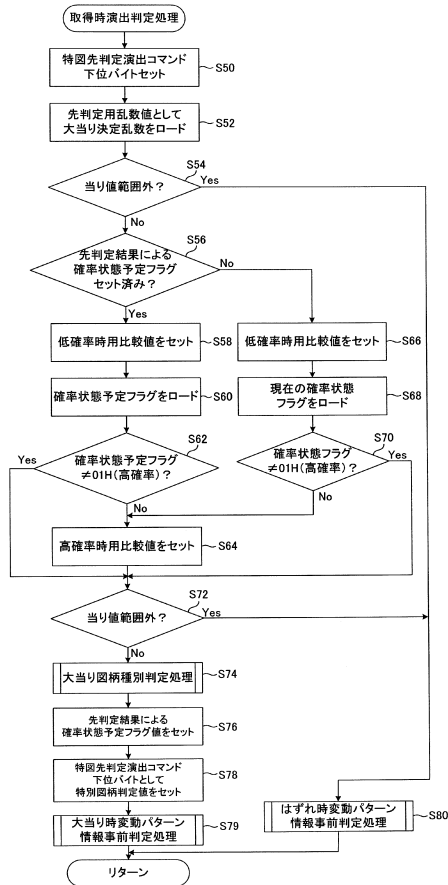 取得時演出判定処理
特図先判定演出コマンド
下位バイトセット
S50
先判定用乱数値として
大当り決定乱数をロード
S52
S54
当り値範囲外？
Yes
No
S56
先判定結果による
確率状態予定フラグ
セット済み？
No
Yes
低確率時用比較値をセット
S58
低確率時用比較値をセット
S66
確率状態予定フラグをロード
S60
現在の確率状態
フラグをロード
S68
S62
Yes
確率状態予定フラグ
≠01H(高確率)？
No
S70
確率状態フラグ
≠01H(高確率)？
Yes
No
高確率時用比較値をセット
S64
S72
当り値範囲外？
Yes
No
大当り図柄種別判定処理
S74
先判定結果による
確率状態予定フラグ値をセット
S76
特図先判定演出コマンド
下位バイトとして
特別図柄判定値をセット
S78
大当り時変動パターン
情報事前判定処理
S79
はずれ時変動パターン
情報事前判定処理
S80
リターン